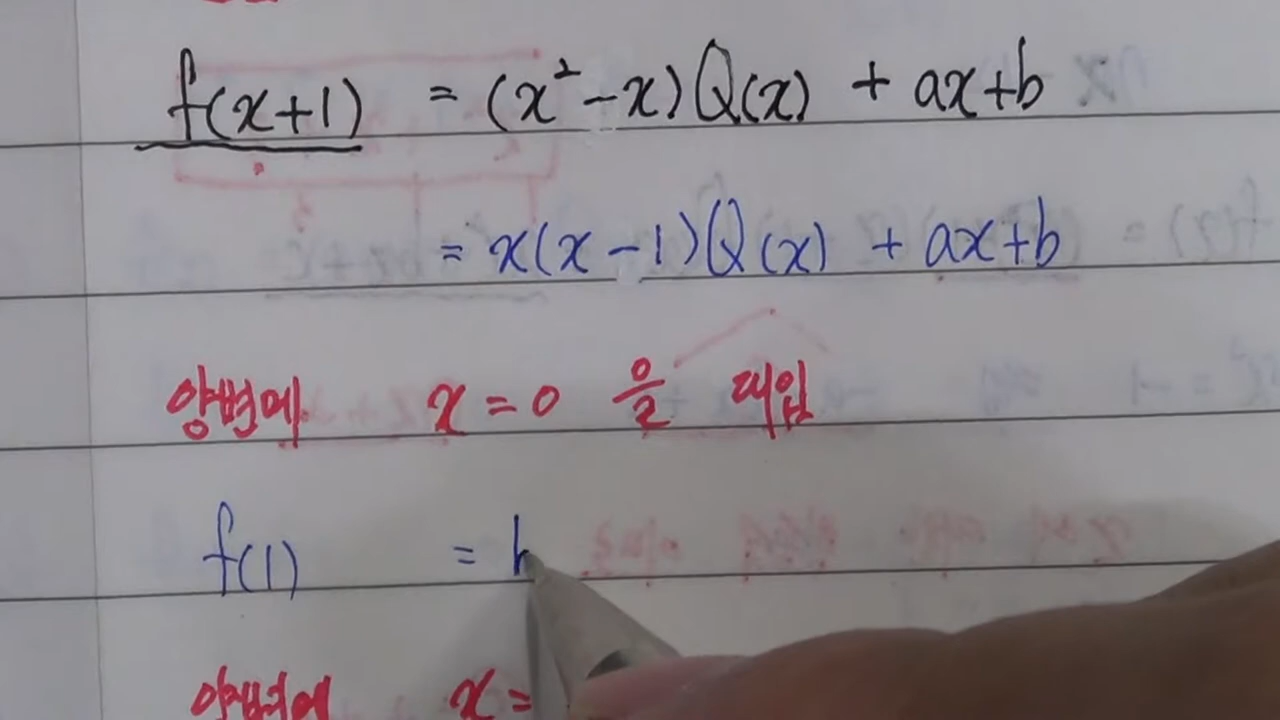 f(x+1) = (x²-x)Q(x) + ax+b
= x(x-1)Q(x) + ax+b
양변에 x=0 을 대입
f(1) = b
양변에 x=